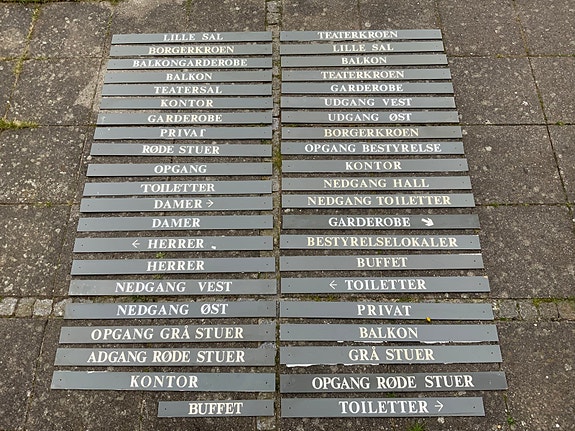 LILLE SAL
BORGERKROEN
BALKONGARDEROBE
BALKON
TEATERSAL
KONTOR
GARDEROBE
PRIVAT
RØDE STUER
OPGANG
TOILETTER
DAMER →
DAMER
← HERRER
HERRER
NEDGANG VEST
NEDGANG ØST
OPGANG GRÅ STUER
ADGANG RØDE STUER
KONTOR
BUFFET
TEATERKROEN
LILLE SAL
BALKON
TEATERKROEN
GARDEROBE
UDGANG VEST
UDGANG ØST
BORGERKROEN
OPGANG BESTYRELSE
KONTOR
NEDGANG HALL
NEDGANG TOILETTER
GARDEROBE ↘
BESTYRELSELOKALER
BUFFET
← TOILETTER
PRIVAT
BALKON
GRÅ STUER
OPGANG RØDE STUER
TOILETTER →